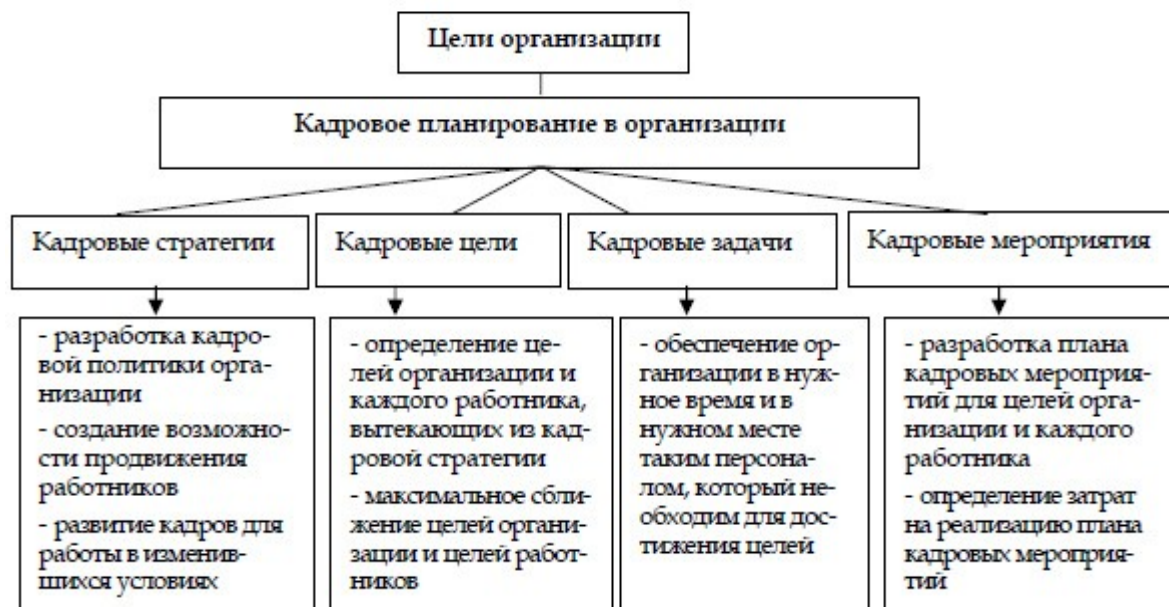 Цели организации
Кадровое планирование в организации
Кадровые стратегии
Кадровые цели
Кадровые задачи
Кадровые мероприятия
- разработка кадро-
вой политики орга-
низации
- создание возможно-
сти продвижения
работников
- развитие кадров для
работы в изменив-
шихся условиях
- определение це-
лей организации и
каждого работника,
вытекающих из кад-
ровой стратегии
- максимальное сбли-
жение целей органи-
зации и целей работ-
ников
- обеспечение ор-
ганизации в нуж-
ное время и в
нужном месте
таким персона-
лом, который не-
обходим для дос-
тижения целей
- разработка плана
кадровых мероприя-
тий для целей орга-
низации и каждого
работника
- определение затрат
на реализацию плана
кадровых мероприя-
тий